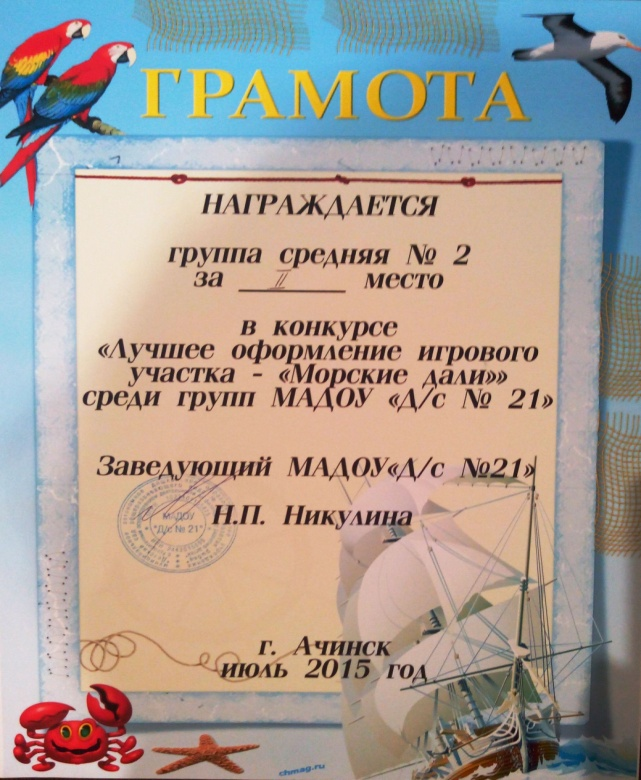 ГРАМОТА
НАГРАЖДАЕТСЯ
группа средняя № 2
за II место
в конкурсе
«Лучшее оформление игрового
участка - «Морские дали»»
среди групп МАДОУ «Д/с № 21»
Заведующий МАДОУ«Д/с №21»
МАДОУ
"Д/с № 21"
Н.П. Никулина
г. Ачинск
июль 2015 год
chmag.ru